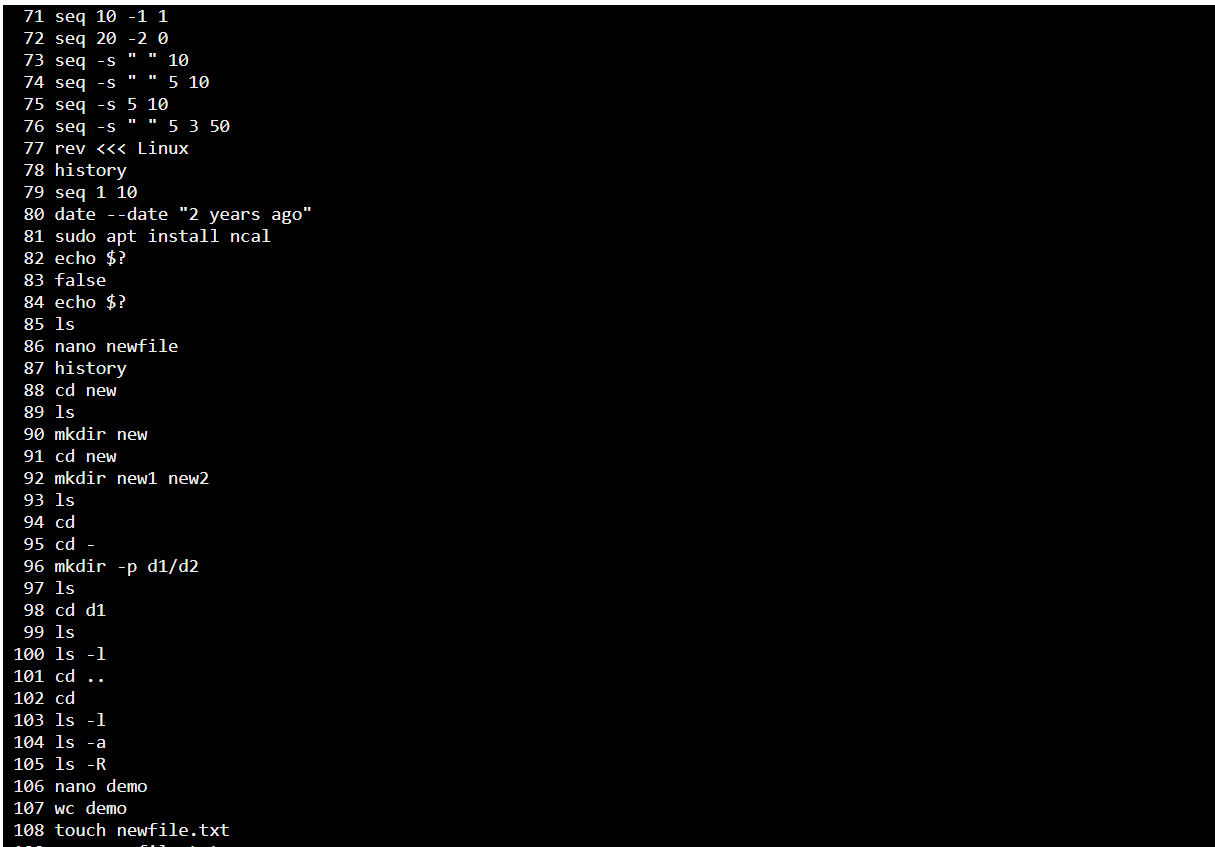 71 seq 10 -1 1
72 seq 20 -2 0
73 seq -s " " 10
74 seq -s " " 5 10
75 seq -s 5 10
76 seq -s " " 5 3 50
77 rev <<< Linux
78 history
79 seq 1 10
80 date --date "2 years ago"
81 sudo apt install ncal
82 echo $?
83 false
84 echo $?
85 ls
86 nano newfile
87 history
88 cd new
89 ls
90 mkdir new
91 cd new
92 mkdir new1 new2
93 ls
94 cd
95 cd -
96 mkdir -p d1/d2
97 ls
98 cd d1
99 ls
100 ls -l
101 cd ..
102 cd
103 ls -l
104 ls -a
105 ls -R
106 nano demo
107 wc demo
108 touch newfile.txt